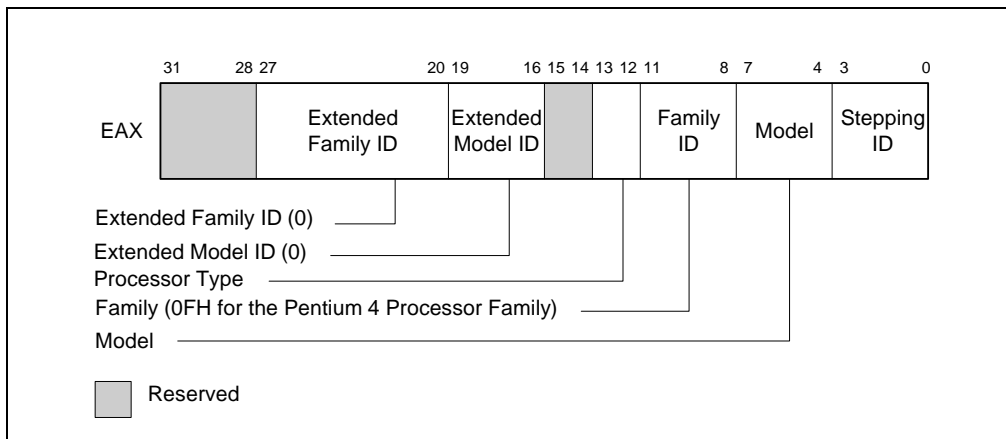 31 28 27 20 19 16 15 14 13 12 11 8 7 4 3 0
EAX
Extended
Family ID
Extended
Model ID
Family
ID
Model
Stepping
ID
Extended Family ID (0)
Extended Model ID (0)
Processor Type
Family (0FH for the Pentium 4 Processor Family)
Model
Reserved